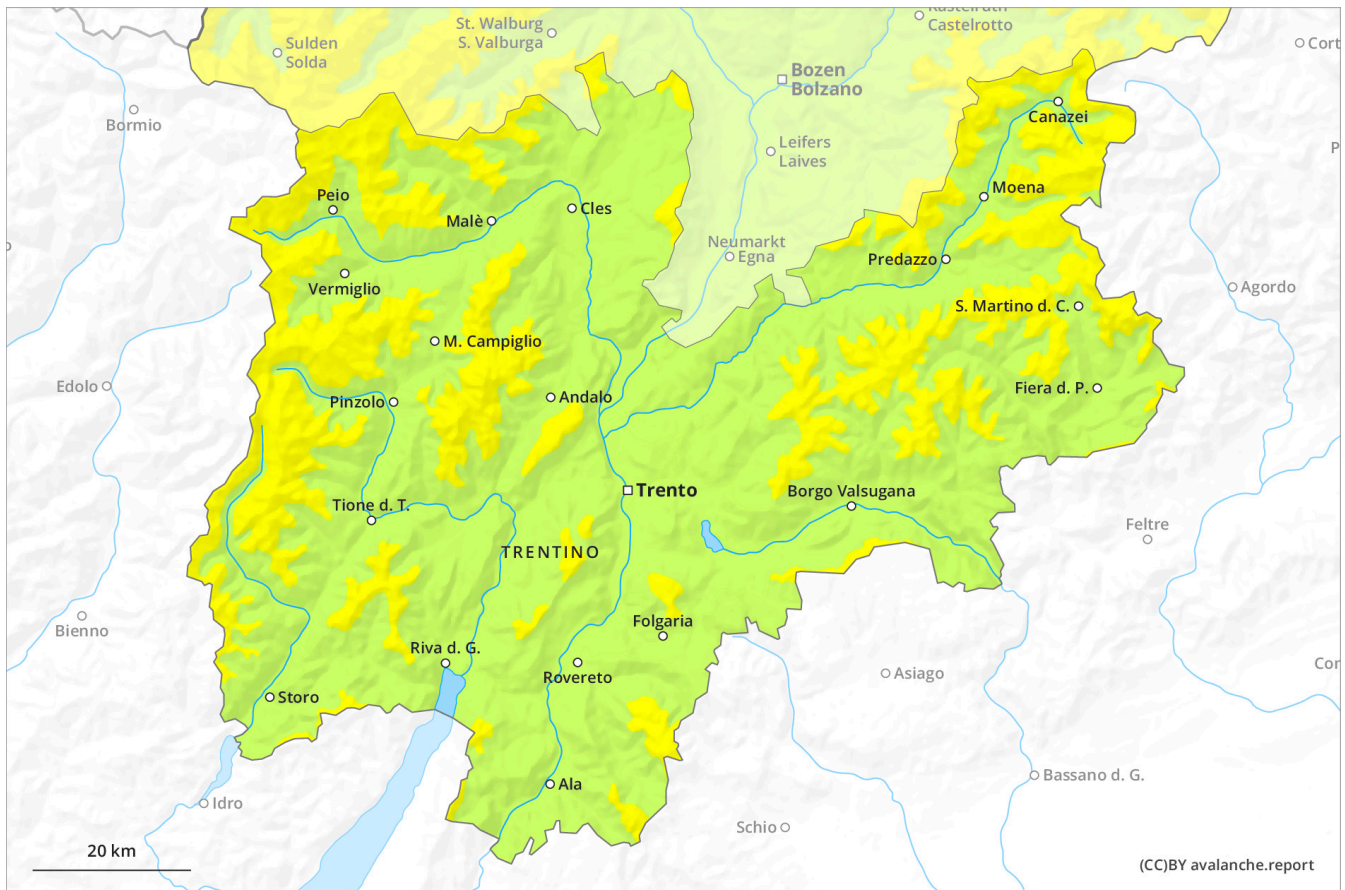 St. Walburg
S. Valburga
Castelrotto
Sulden
Solda
Bozen
Bolzano
Bormio
Canazei
Leifers
Laives
Peio
Moena
Malè
Cles
Neumarkt
Egna
Predazzo
Vermiglio
Agordo
S. Martino d. C.
M. Campiglio
Edolo
Pinzolo
Andalo
Fiera d. P.
Trento
Borgo Valsugana
Tione d. T.
Feltre
TRENTINO
Bienno
Folgaria
Riva d. G.
Asiago
Rovereto
Storo
Bassano d. G.
Ala
Idro
Schio
20 km
(CC)BY avalanche.report